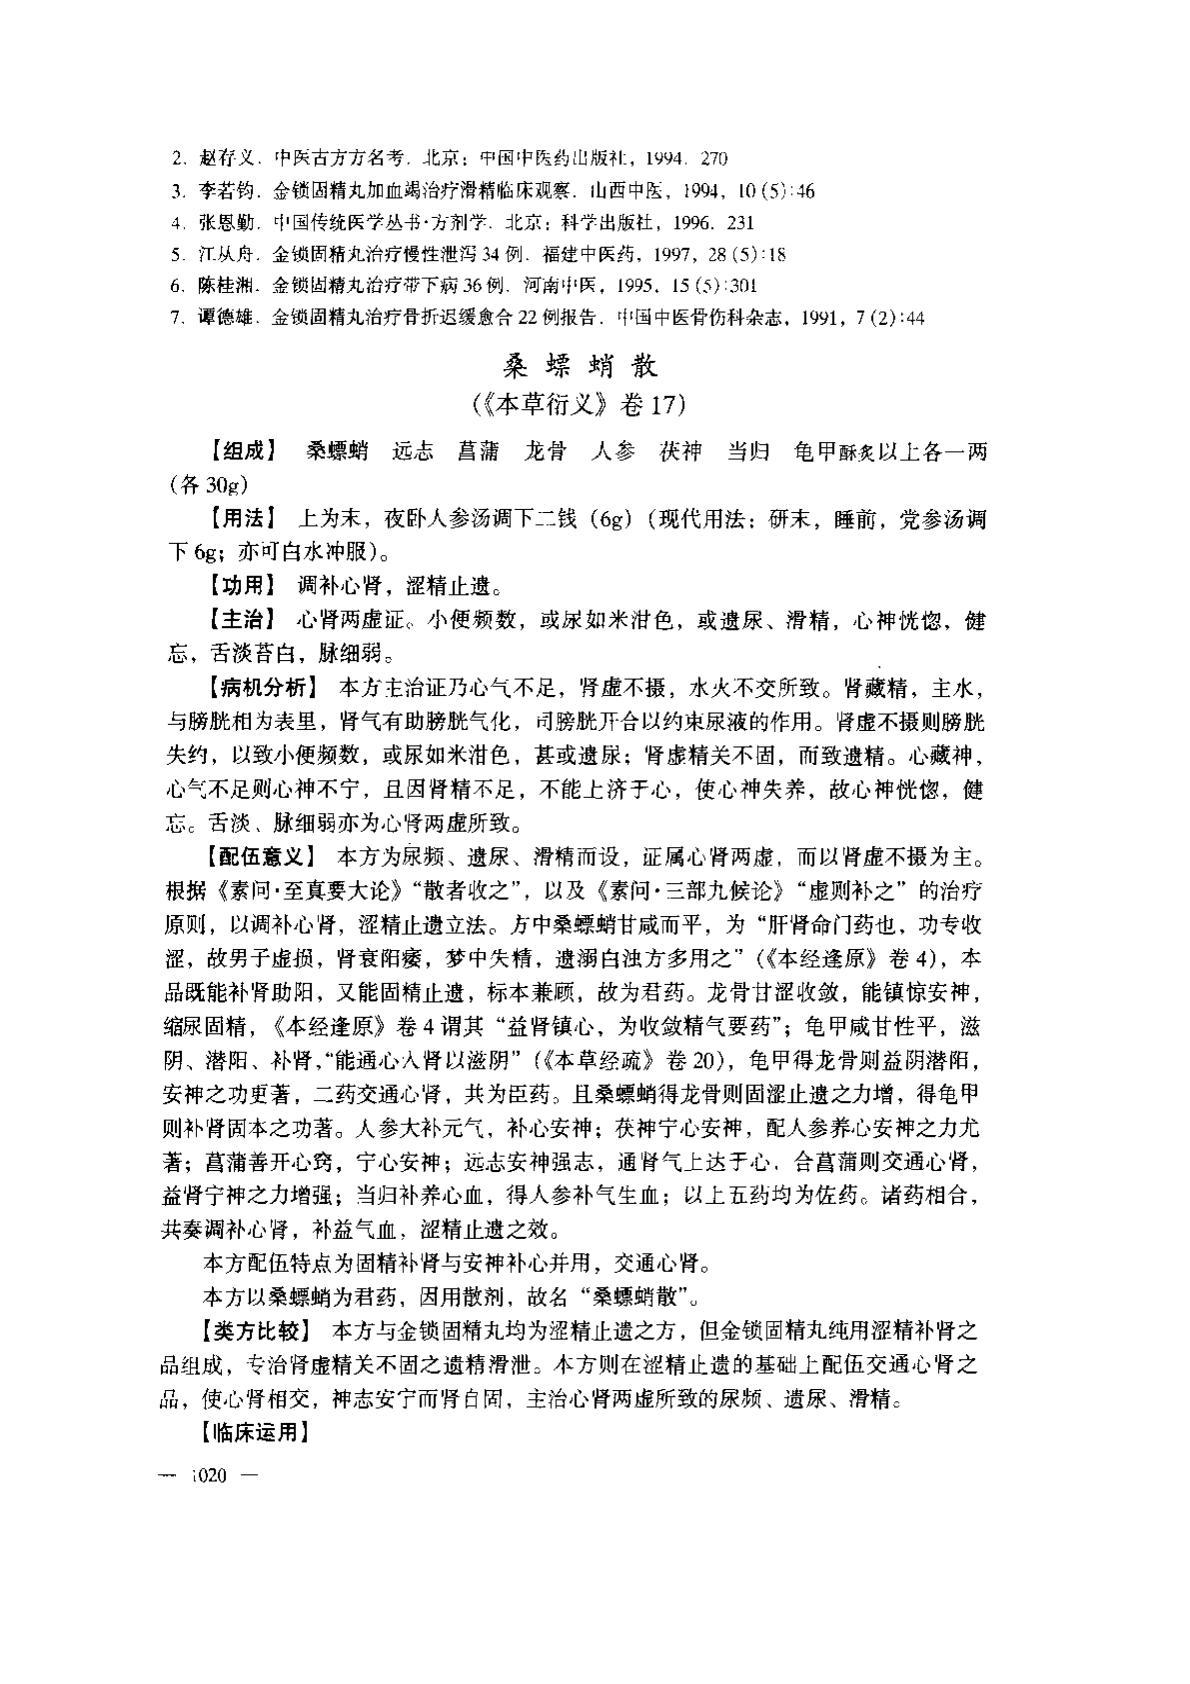 2. 赵存义. 中医古方方名考. 北京: 中国中医药出版社, 1994. 270
3. 李若钧. 金锁固精丸加血竭治疗滑精临床观察. 山西中医, 1994, 10 (5):46
4. 张恩勤. 中国传统医学丛书·方剂学. 北京: 科学出版社, 1996. 231
5. 江从舟. 金锁固精丸治疗慢性泄泻 34 例. 福建中医药, 1997, 28 (5):18
6. 陈桂湘. 金锁固精丸治疗带下病 36 例. 河南中医, 1995, 15 (5):301
7. 谭德雄. 金锁固精丸治疗骨折迟缓愈合 22 例报告. 中国中医骨伤科杂志, 1991, 7 (2):44
桑螵蛸散
(《本草衍义》卷 17)
【组成】 桑螵蛸 远志 菖蒲 龙骨 人参 茯神 当归 龟甲酥炙以上各一两
(各 30g)
【用法】 上为末，夜卧人参汤调下二钱（6g）（现代用法：研末，睡前，党参汤调
下 6g；亦可白水冲服）。
【功用】 调补心肾，涩精止遗。
【主治】 心肾两虚证。小便频数，或尿如米泔色，或遗尿、滑精，心神恍惚，健
忘，舌淡苔白，脉细弱。
【病机分析】 本方主治证乃心气不足，肾虚不摄，水火不交所致。肾藏精，主水，
与膀胱相为表里，肾气有助膀胱气化，司膀胱开合以约束尿液的作用。肾虚不摄则膀胱
失约，以致小便频数，或尿如米泔色，甚或遗尿；肾虚精关不固，而致遗精。心藏神，
心气不足则心神不宁，且因肾精不足，不能上济于心，使心神失养，故心神恍惚，健
忘。舌淡、脉细弱亦为心肾两虚所致。
【配伍意义】 本方为尿频、遗尿、滑精而设，证属心肾两虚，而以肾虚不摄为主。
根据《素问·至真要大论》“散者收之”，以及《素问·三部九候论》“虚则补之”的治疗
原则，以调补心肾，涩精止遗立法。方中桑螵蛸甘咸而平，为“肝肾命门药也，功专收
涩，故男子虚损，肾衰阳痿，梦中失精，遗溺白浊方多用之”（《本经逢原》卷 4），本
品既能补肾助阳，又能固精止遗，标本兼顾，故为君药。龙骨甘涩收敛，能镇惊安神，
缩尿固精，《本经逢原》卷 4 谓其“益肾镇心，为收敛精气要药”；龟甲咸甘性平，滋
阴、潜阳、补肾，“能通心入肾以滋阴”（《本草经疏》卷 20），龟甲得龙骨则益阴潜阳，
安神之功更著，二药交通心肾，共为臣药。且桑螵蛸得龙骨则固涩止遗之力增，得龟甲
则补肾固本之功著。人参大补元气，补心安神；茯神宁心安神，配人参养心安神之力尤
著；菖蒲善开心窍，宁心安神；远志安神强志，通肾气上达于心，合菖蒲则交通心肾，
益肾宁神之力增强；当归补养心血，得人参补气生血；以上五药均为佐药。诸药相合，
共奏调补心肾，补益气血，涩精止遗之效。
本方配伍特点为固精补肾与安神补心并用，交通心肾。
本方以桑螵蛸为君药，因用散剂，故名“桑螵蛸散”。
【类方比较】 本方与金锁固精丸均为涩精止遗之方，但金锁固精丸纯用涩精补肾之
品组成，专治肾虚精关不固之遗精滑泄。本方则在涩精止遗的基础上配伍交通心肾之
品，使心肾相交，神志安宁而肾自固，主治心肾两虚所致的尿频、遗尿、滑精。
【临床运用】
— 1020 —